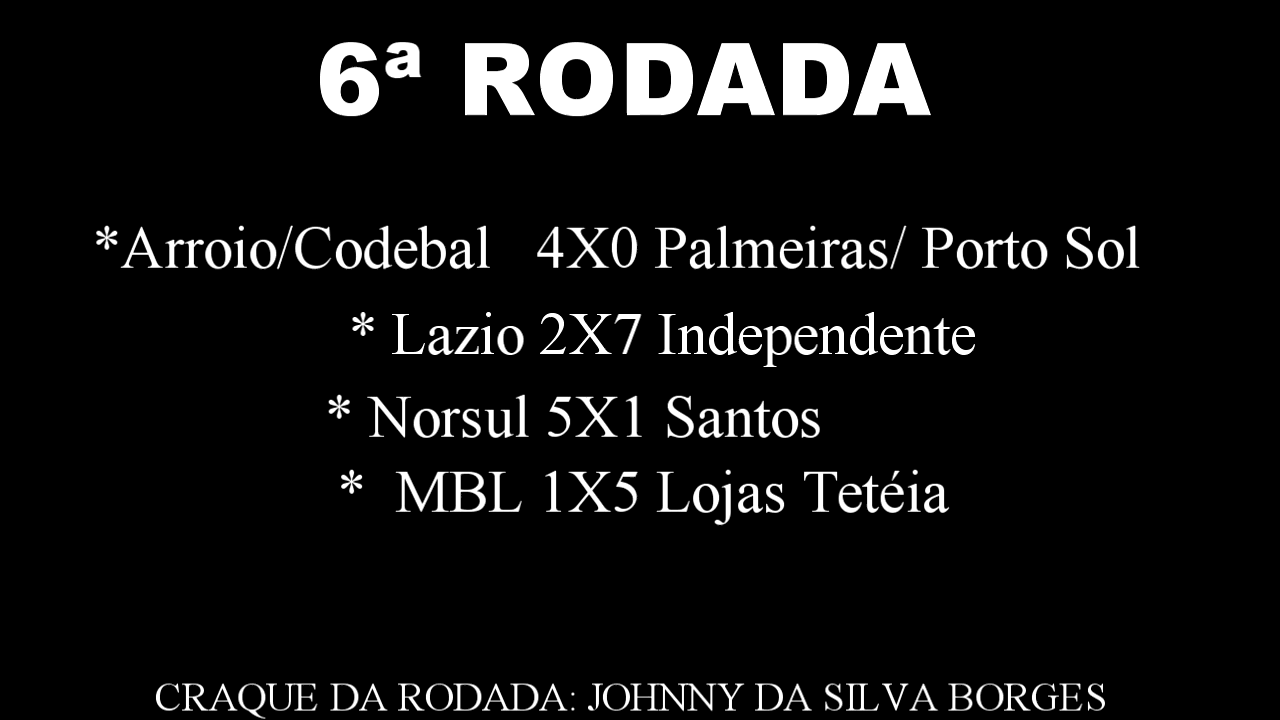 6ª RODADA
*Arroio/Codebal 4X0 Palmeiras/ Porto Sol
* Lazio 2X7 Independente
* Norsul 5X1 Santos
* MBL 1X5 Lojas Tetéia
CRAQUE DA RODADA: JOHNNY DA SILVA BORGES